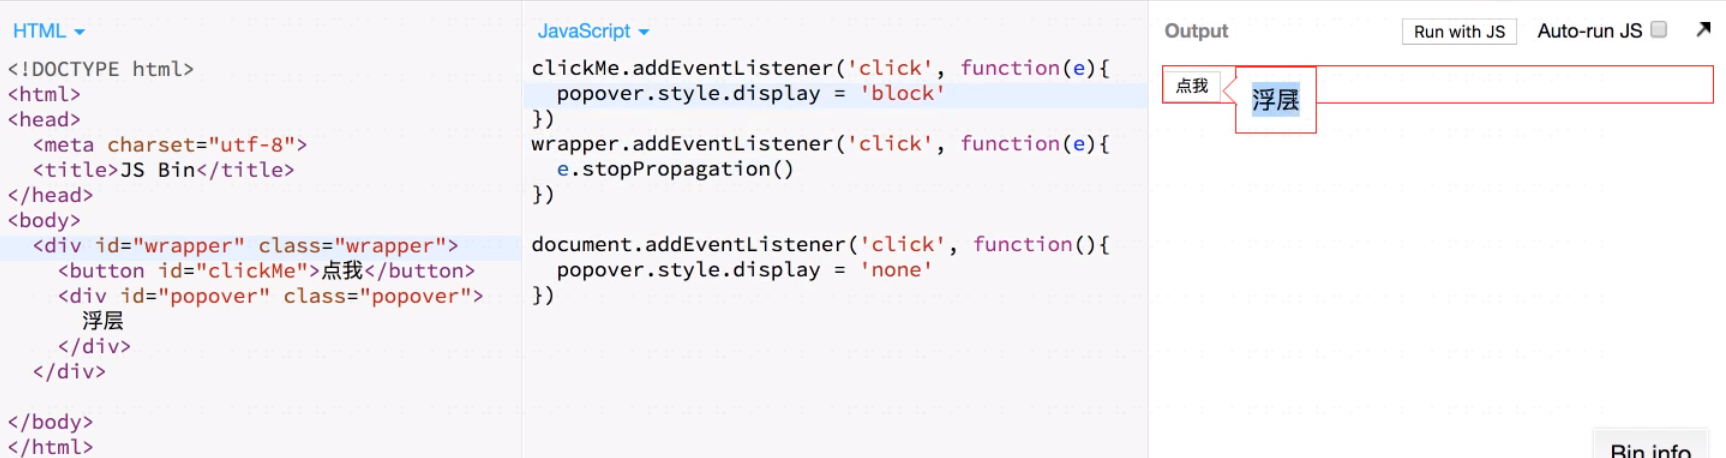 HTML
<!DOCTYPE html>
<html>
<head>
<meta charset="utf-8">
<title>JS Bin</title>
</head>
<body>
<div id="wrapper" class="wrapper">
<button id="clickMe">点我</button>
<div id="popover" class="popover">
浮层
</div>
</div>
</body>
</html>
JavaScript
clickMe.addEventListener('click', function(e){
popover.style.display = 'block'
})
wrapper.addEventListener('click', function(e){
e.stopPropagation()
})
document.addEventListener('click', function(){
popover.style.display = 'none'
})
Output
Run with JS
Auto-run JS
点我
浮层
Bin info